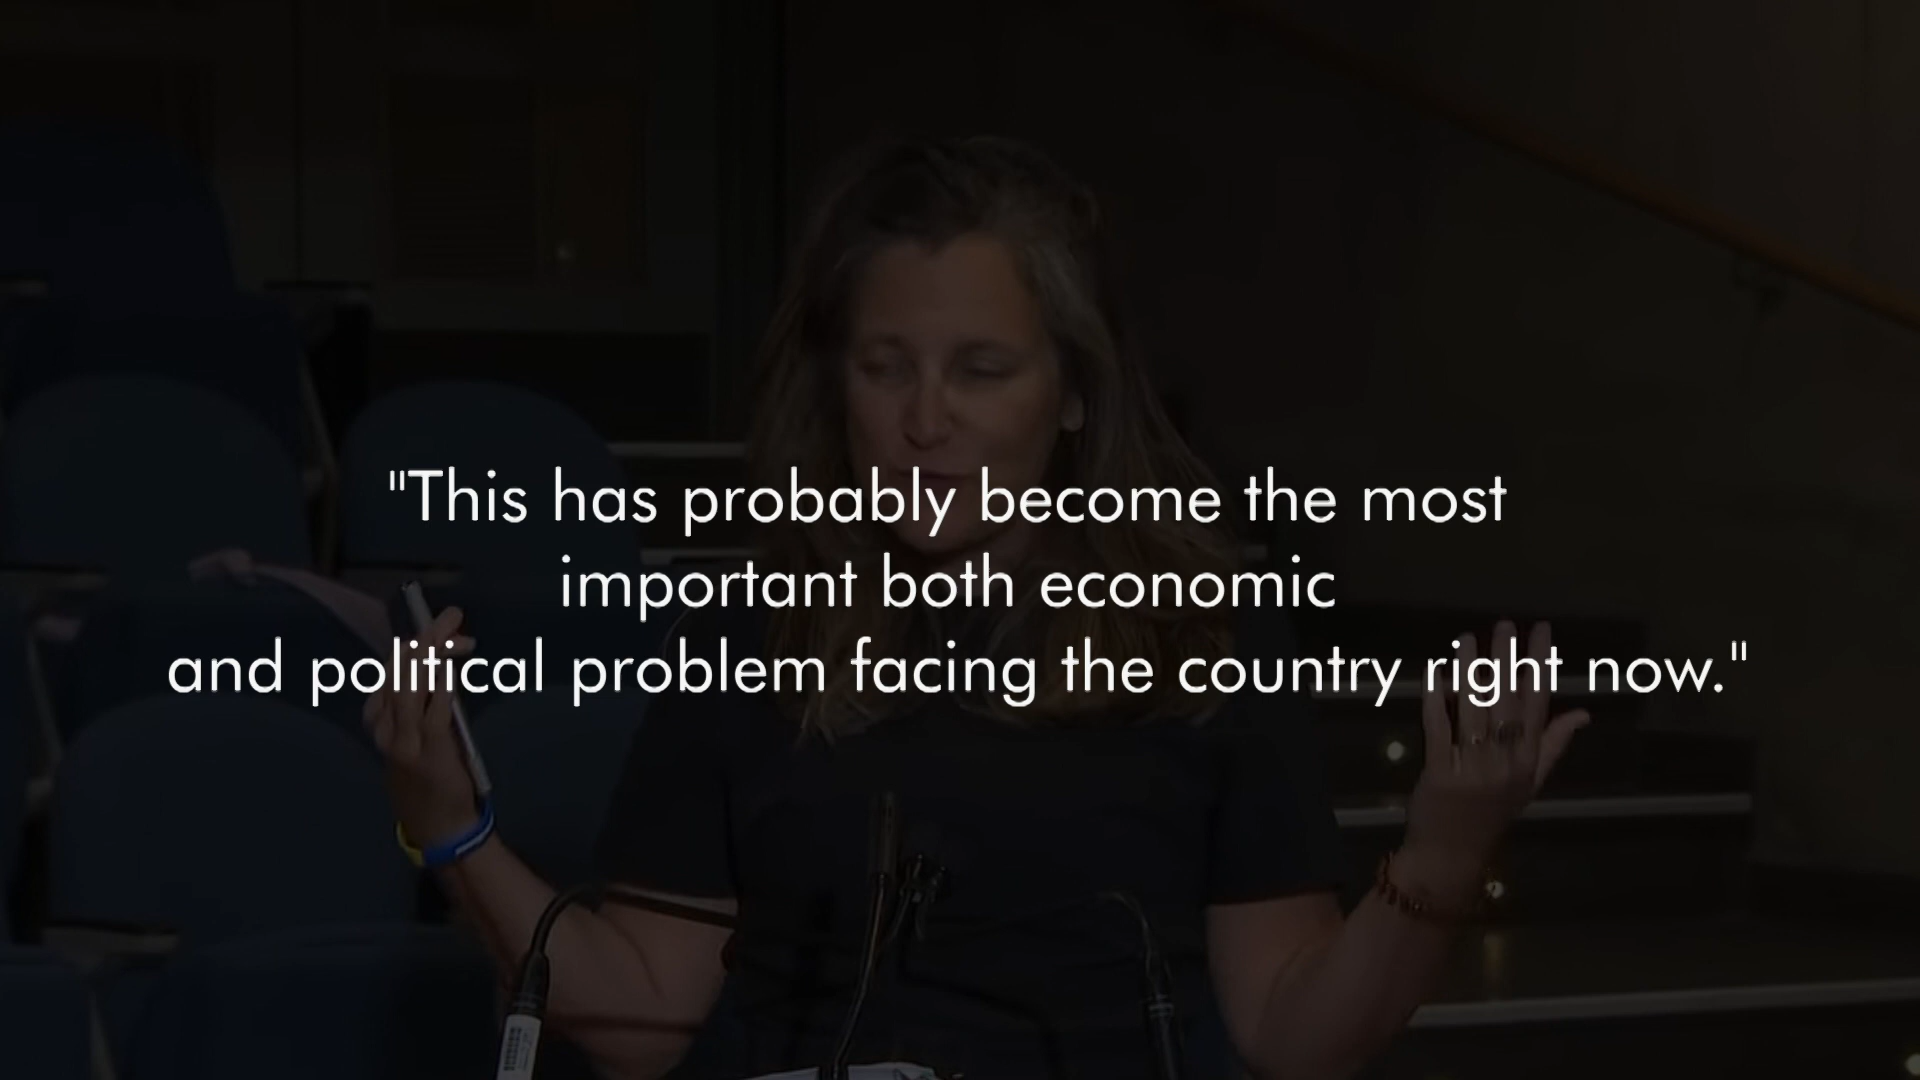 "This has probably become the most
important both economic
and political problem facing the country right now."